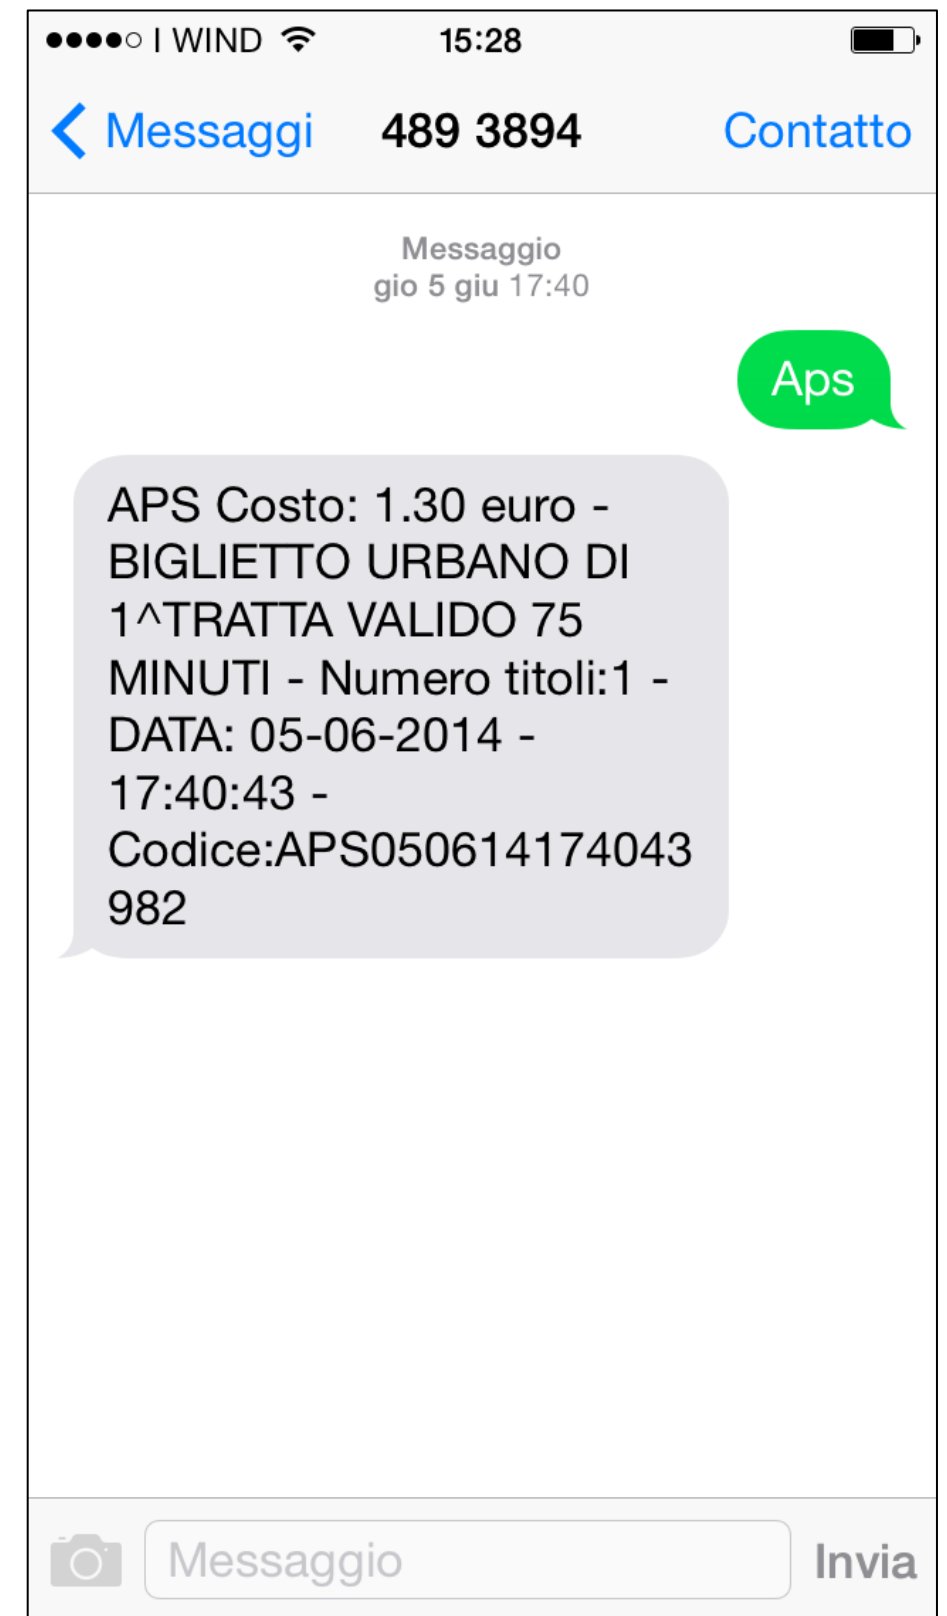 I WIND 15:28
Messaggi 489 3894 Contatto
Messaggio
gio 5 giu 17:40
Aps
APS Costo: 1.30 euro -
BIGLIETTO URBANO DI
1^TRATTA VALIDO 75
MINUTI - Numero titoli:1 -
DATA: 05-06-2014 -
17:40:43 -
Codice:APS050614174043
982
Messaggio Invia